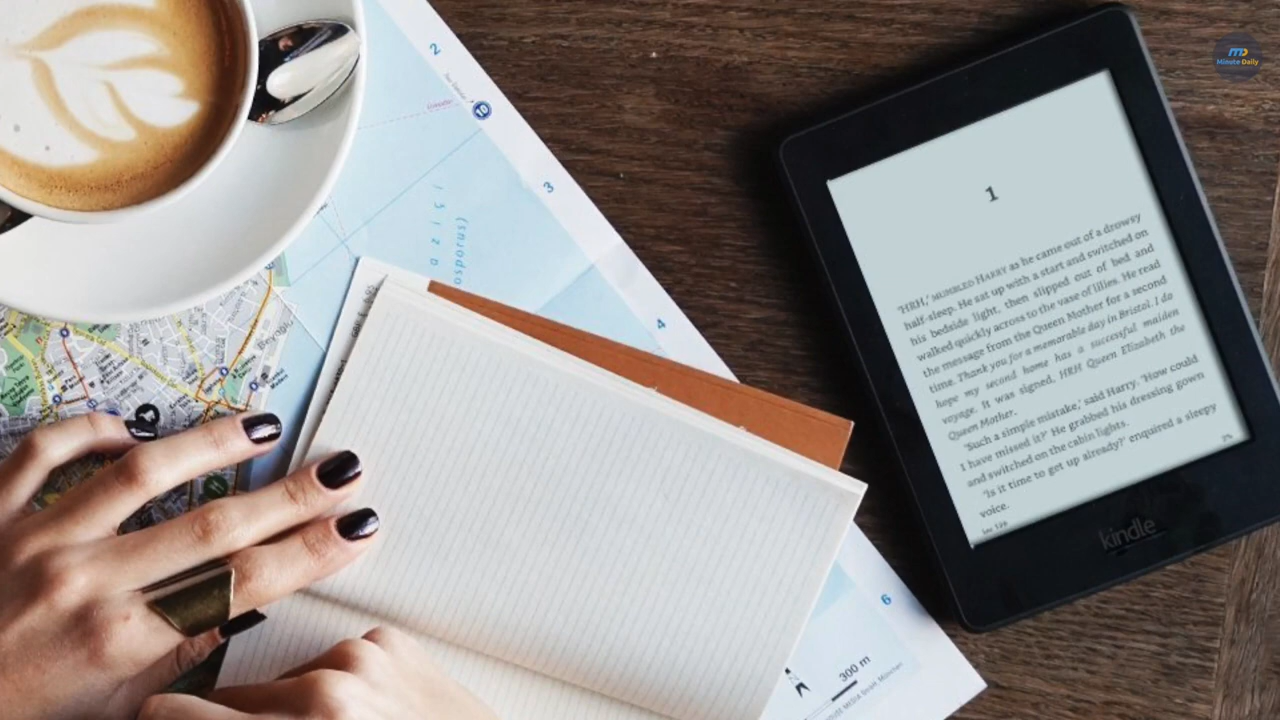 2
10
3
4
6
Beyoğlu
osporus)
300 m
Minute Daily
1
'HRH,' MUMBLED HARRY as he came out of a drowsy
half-sleep. He sat up with a start and switched on
his bedside light, then slipped out of bed and
walked quickly across to the vase of lilies. He read
the message from the Queen Mother for a second
time. Thank you for a memorable day in Bristol. I do
hope my second home has a successful maiden
voyage. It was signed, HRH Queen Elizabeth the
Queen Mother.
'Such a simple mistake,' said Harry. 'How could
I have missed it?' He grabbed his dressing gown
and switched on the cabin lights.
'Is it time to get up already?' enquired a sleepy
voice.
kindle